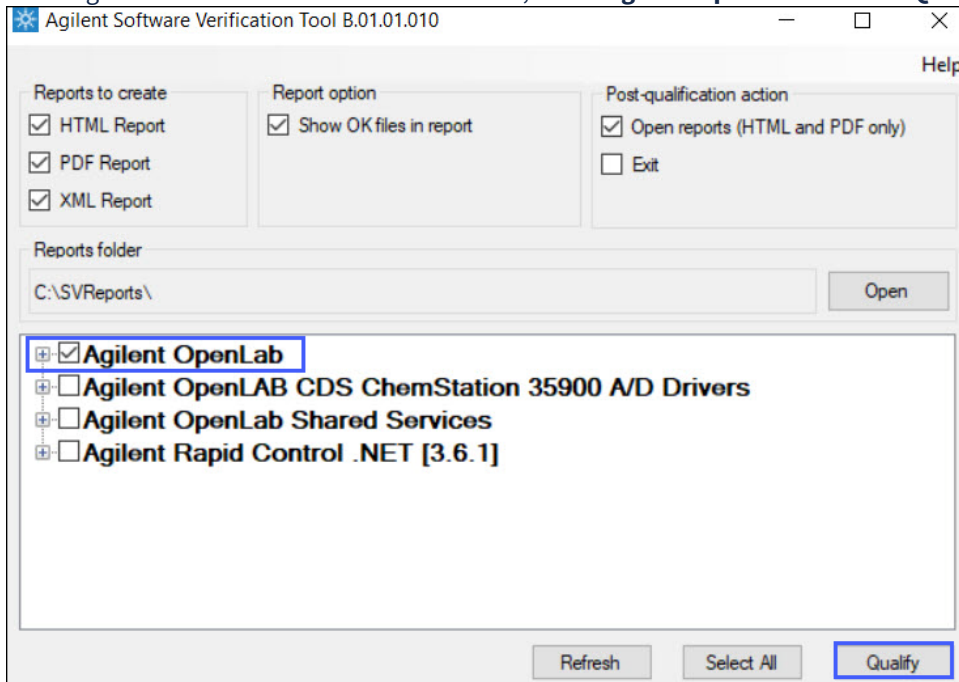 Agilent Software Verification Tool B.01.01.010
Help
Reports to create
HTML Report
PDF Report
XML Report
Report option
Show OK files in report
Post-qualification action
Open reports (HTML and PDF only)
Exit
Reports folder
C:\SVReports\
Open
Agilent OpenLab
Agilent OpenLAB CDS ChemStation 35900 A/D Drivers
Agilent OpenLab Shared Services
Agilent Rapid Control .NET [3.6.1]
Refresh
Select All
Qualify